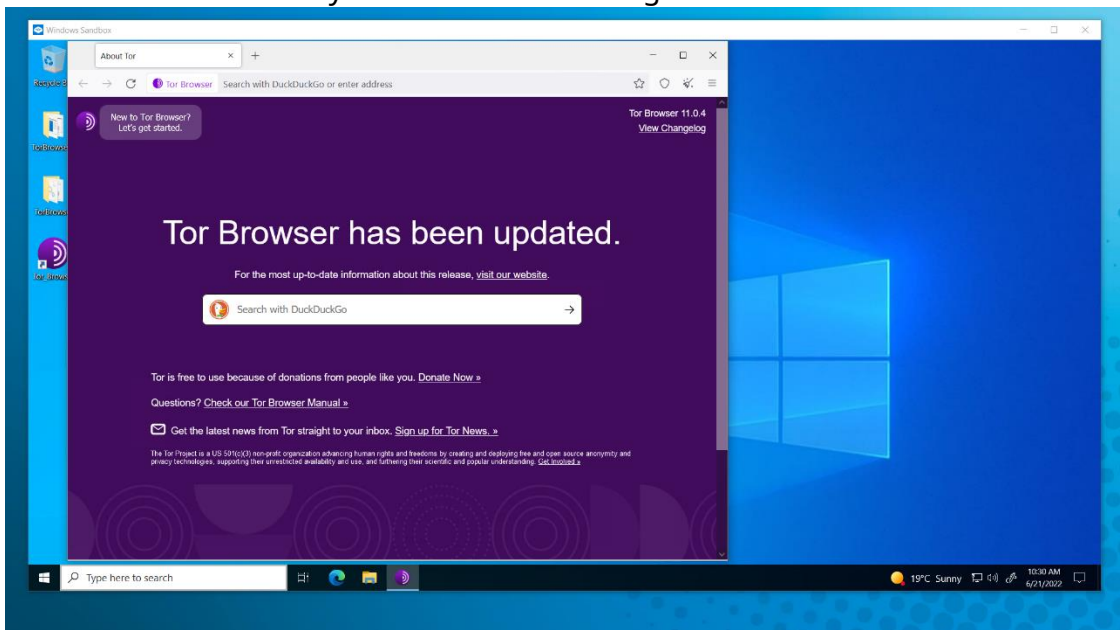 Windows Sandbox
About Tor
Tor Browser
Search with DuckDuckGo or enter address
New to Tor Browser?
Let's get started.
Tor Browser 11.0.4
View Changelog
Tor Browser has been updated.
For the most up-to-date information about this release, visit our website.
Search with DuckDuckGo
Tor is free to use because of donations from people like you. Donate Now »
Questions? Check our Tor Browser Manual »
Get the latest news from Tor straight to your inbox. Sign up for Tor News. »
The Tor Project is a US 501(c)(3) non-profit organization advancing human rights and freedoms by creating and deploying free and open source anonymity and
privacy technologies, supporting their unrestricted availability and use, and furthering their scientific and popular understanding. Get Involved »
Type here to search
19°C Sunny
10:30 AM
6/21/2022